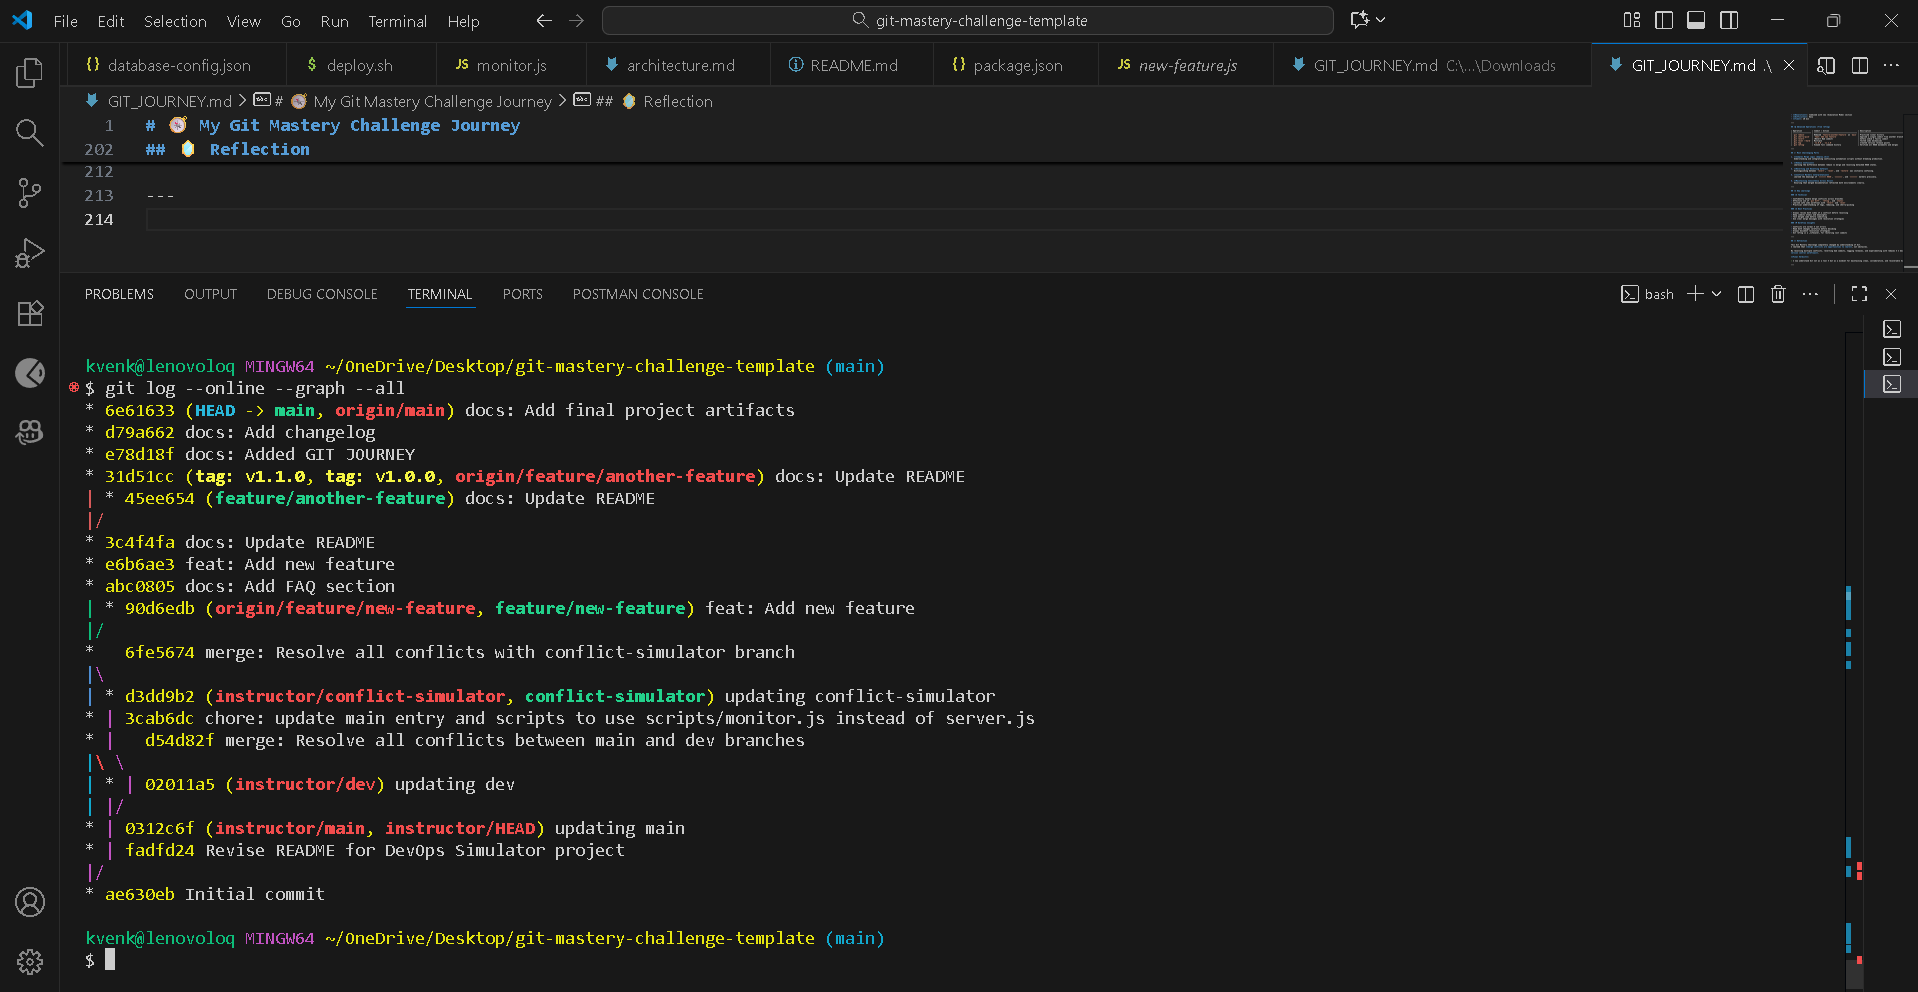 File Edit Selection View Go Run Terminal Help git-mastery-challenge-template
{} database-config.json $ deploy.sh JS monitor.js architecture.md README.md {} package.json JS new-feature.js GIT_JOURNEY.md C:\...\Downloads GIT_JOURNEY.md .\
GIT_JOURNEY.md > # My Git Mastery Challenge Journey > ## Reflection
1 # My Git Mastery Challenge Journey
202 ## Reflection
212
213 ---
214
PROBLEMS OUTPUT DEBUG CONSOLE TERMINAL PORTS POSTMAN CONSOLE bash
kvenk@lenovoloq MINGW64 ~/OneDrive/Desktop/git-mastery-challenge-template (main)
$ git log --online --graph --all
* 6e61633 (HEAD -> main, origin/main) docs: Add final project artifacts
* d79a662 docs: Add changelog
* e78d18f docs: Added GIT JOURNEY
* 31d51cc (tag: v1.1.0, tag: v1.0.0, origin/feature/another-feature) docs: Update README
| * 45ee654 (feature/another-feature) docs: Update README
|/
* 3c4f4fa docs: Update README
* e6b6ae3 feat: Add new feature
* abc0805 docs: Add FAQ section
| * 90d6edb (origin/feature/new-feature, feature/new-feature) feat: Add new feature
|/
*   6fe5674 merge: Resolve all conflicts with conflict-simulator branch
|\
| * d3dd9b2 (instructor/conflict-simulator, conflict-simulator) updating conflict-simulator
* | 3cab6dc chore: update main entry and scripts to use scripts/monitor.js instead of server.js
* |   d54d82f merge: Resolve all conflicts between main and dev branches
|\ \
| * | 02011a5 (instructor/dev) updating dev
| |/
* | 0312c6f (instructor/main, instructor/HEAD) updating main
* | fadfd24 Revise README for DevOps Simulator project
|/
* ae630eb Initial commit
kvenk@lenovoloq MINGW64 ~/OneDrive/Desktop/git-mastery-challenge-template (main)
$